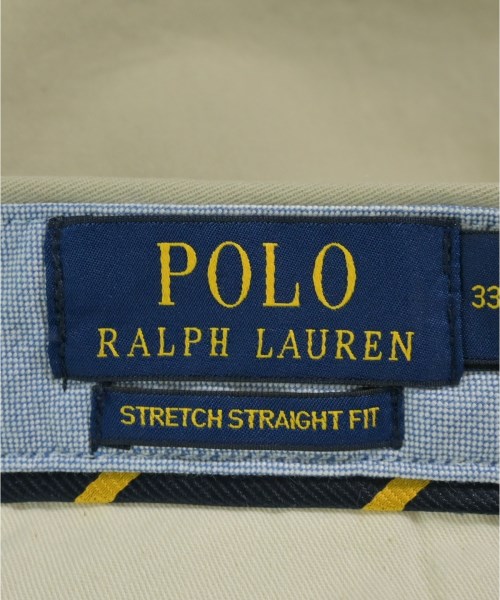 POLO
RALPH LAUREN
33
STRETCH STRAIGHT FIT